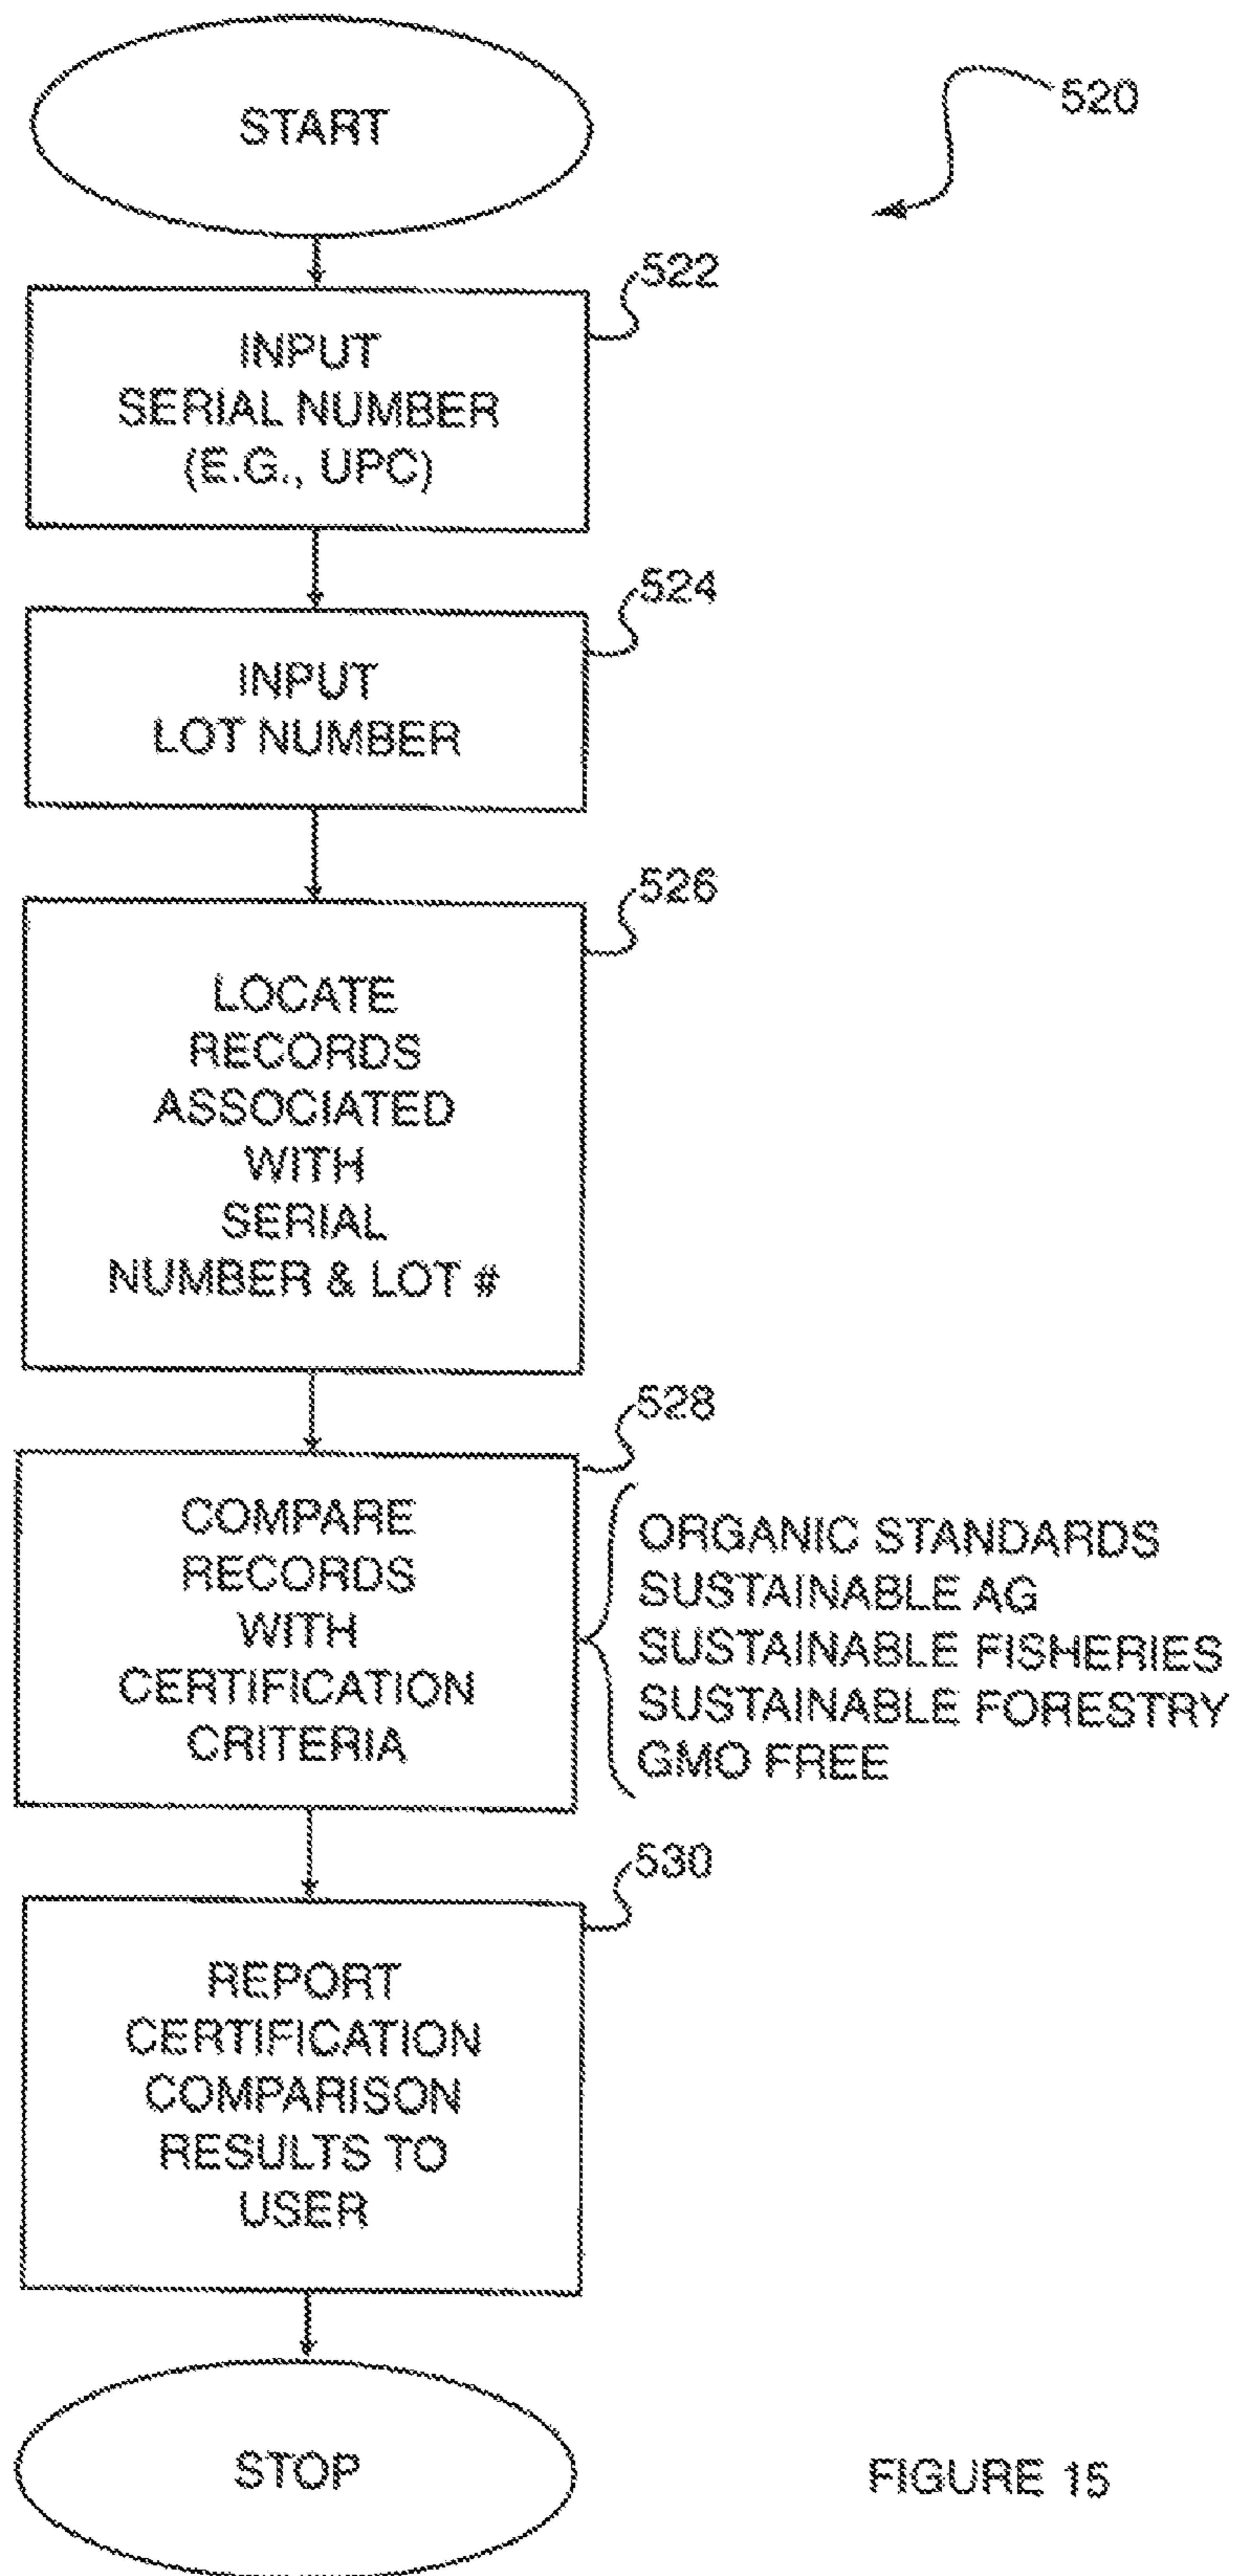 START
520
522
INPUT
SERIAL NUMBER
(E.G., UPC)
524
INPUT
LOT NUMBER
526
LOCATE
RECORDS
ASSOCIATED
WITH
SERIAL
NUMBER & LOT #
528
COMPARE
RECORDS
WITH
CERTIFICATION
CRITERIA
ORGANIC STANDARDS
SUSTAINABLE AG
SUSTAINABLE FISHERIES
SUSTAINABLE FORESTRY
GMO FREE
530
REPORT
CERTIFICATION
COMPARISON
RESULTS TO
USER
STOP
FIGURE 15